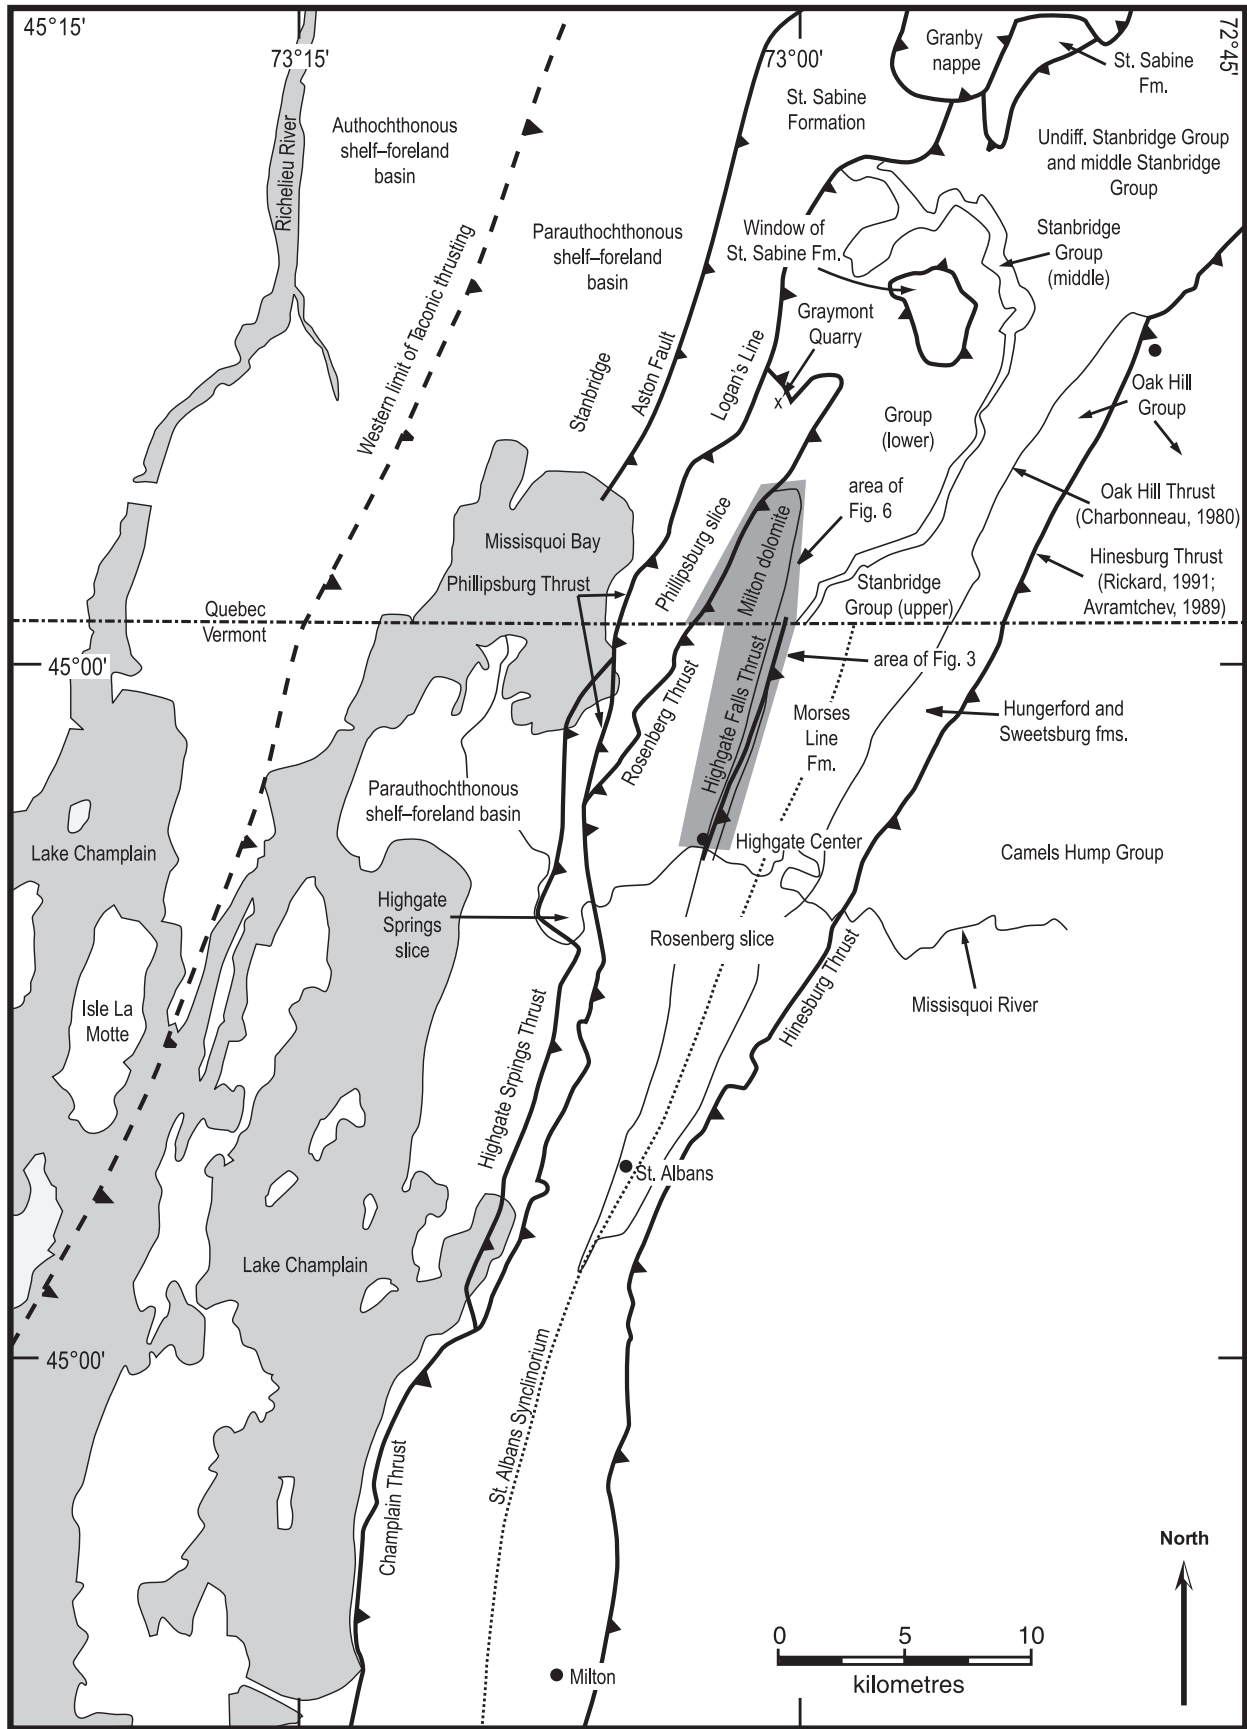 45°15'
73°15'
73°00'
72°45'
Granby
nappe
St. Sabine
Fm.
St. Sabine
Formation
Authochthonous
shelf–foreland
basin
Richelieu River
Undiff. Stanbridge Group
and middle Stanbridge
Group
Parauthochthonous
shelf–foreland
basin
Window of
St. Sabine Fm.
Stanbridge
Group
(middle)
Western limit of Taconic thrusting
Graymont
Quarry
x
Stanbridge
Aston Fault
Logan's Line
Oak Hill
Group
Group
(lower)
area of
Fig. 6
Oak Hill Thrust
(Charbonneau, 1980)
Missisquoi Bay
Phillipsburg slice
Milton dolomite
Hinesburg Thrust
(Rickard, 1991;
Avramtchev, 1989)
Phillipsburg Thrust
Stanbridge
Group (upper)
Quebec
Vermont
45°00'
area of Fig. 3
Rosenberg Thrust
Highgate Falls Thrust
Morses
Line
Fm.
Hungerford and
Sweetsburg fms.
Parauthochthonous
shelf–foreland basin
Lake Champlain
Highgate Center
Camels Hump Group
Highgate
Springs
slice
Rosenberg slice
Isle La
Motte
Hinesburg Thrust
Missisquoi River
Highgate Srpings Thrust
St. Albans
Lake Champlain
45°00'
St. Albans Synclinorium
Champlain Thrust
North
0 5 10
kilometres
Milton